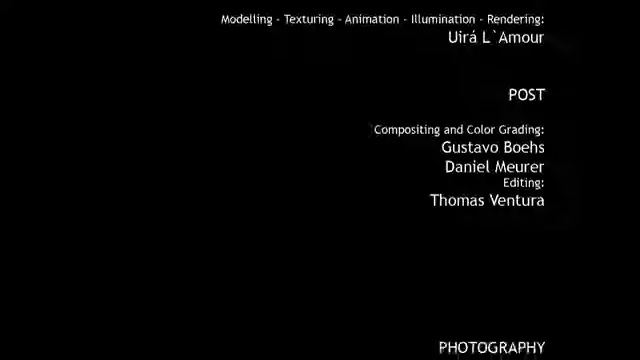 Modelling - Texturing - Animation - Illumination - Rendering:
Uirá L`Amour
POST
Compositing and Color Grading:
Gustavo Boehs
Daniel Meurer
Editing:
Thomas Ventura
PHOTOGRAPHY